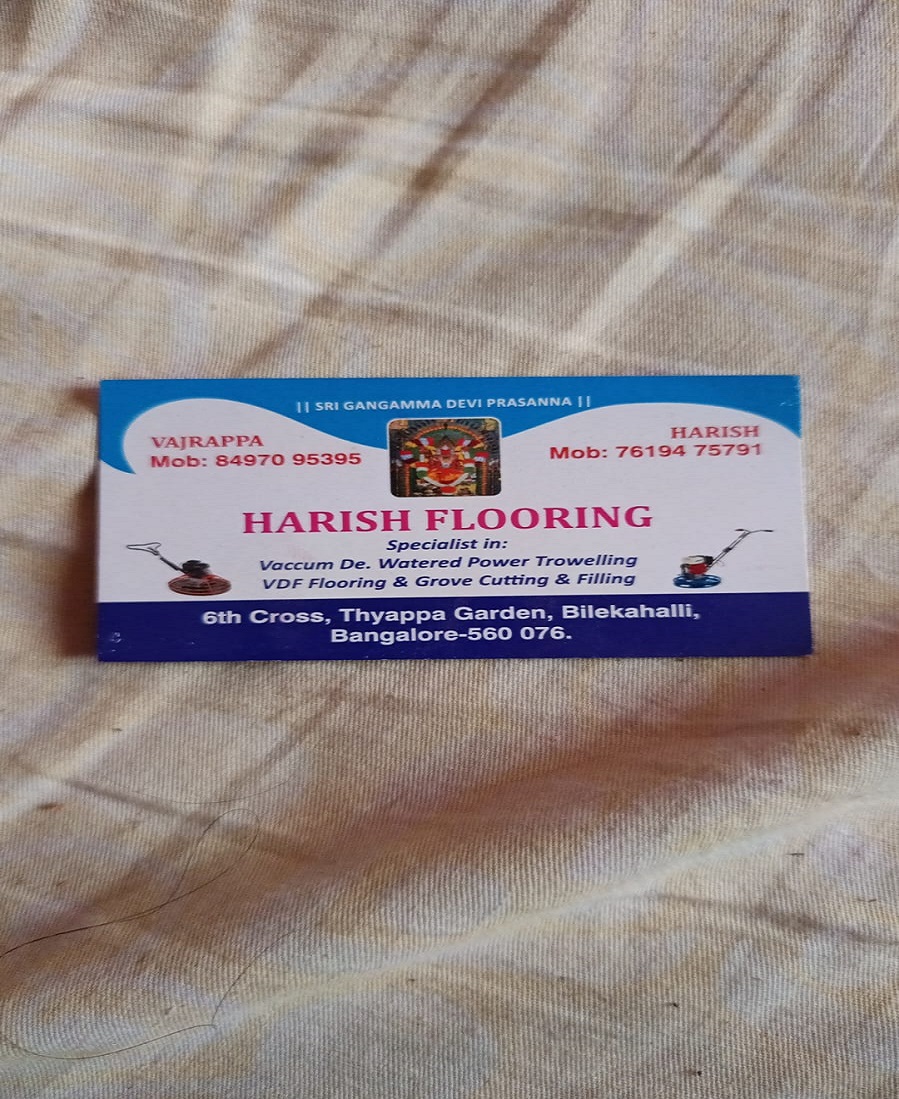 || SRI GANGAMMA DEVI PRASANNA ||
VAJRAPPA
Mob: 84970 95395
HARISH
Mob: 76194 75791
HARISH FLOORING
Specialist in:
Vaccum De. Watered Power Trowelling
VDF Flooring & Grove Cutting & Filling
6th Cross, Thyappa Garden, Bilekahalli,
Bangalore-560 076.